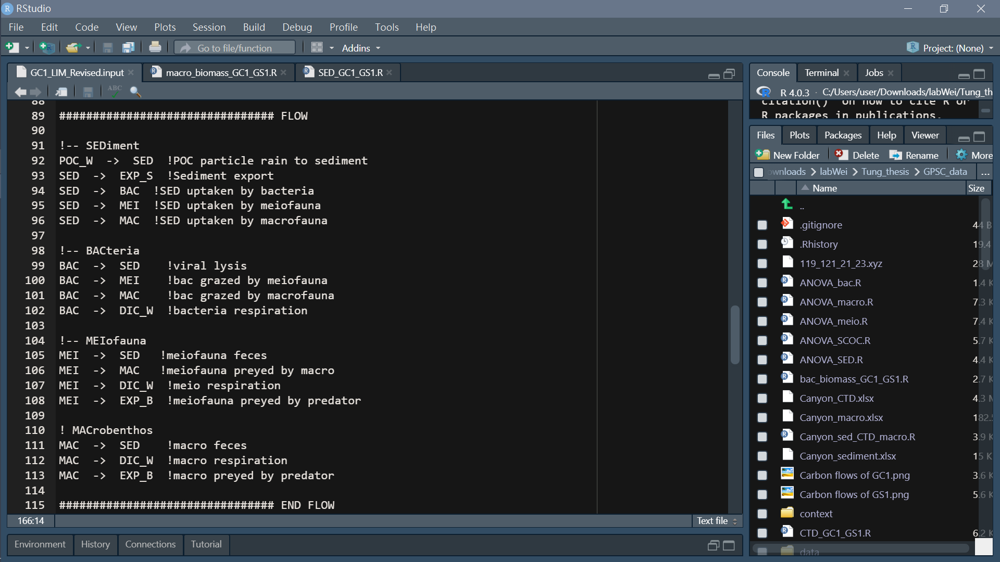 RStudio
File Edit Code View Plots Session Build Debug Profile Tools Help
Go to file/function Addins Project: (None)
GC1_LIM_Revised.input macro_biomass_GC1_GS1.R SED_GC1_GS1.R
ABC
88
89 ################################ FLOW
90
91 !-- SEDiment
92 POC_W -> SED !POC particle rain to sediment
93 SED -> EXP_S !Sediment export
94 SED -> BAC !SED uptaken by bacteria
95 SED -> MEI !SED uptaken by meiofauna
96 SED -> MAC !SED uptaken by macrofauna
97
98 !-- BACteria
99 BAC -> SED !viral lysis
100 BAC -> MEI !bac grazed by meiofauna
101 BAC -> MAC !bac grazed by macrofauna
102 BAC -> DIC_W !bacteria respiration
103
104 !-- MEIofauna
105 MEI -> SED !meiofauna feces
106 MEI -> MAC !meiofauna preyed by macro
107 MEI -> DIC_W !meio respiration
108 MEI -> EXP_B !meiofauna preyed by predator
109
110 ! MACrobenthos
111 MAC -> SED !macro feces
112 MAC -> DIC_W !macro respiration
113 MAC -> EXP_B !macro preyed by predator
114
115 ################################ END FLOW
166:14 Text file
Environment History Connections Tutorial
Console Terminal Jobs
R 4.0.3 · C:/Users/user/Downloads/labWei/Tung_th
citation()' on how to cite R or
R packages in publications.
Files Plots Packages Help Viewer
New Folder Delete Rename More
ownloads labWei Tung_thesis GPSC_data ...
Name Size
..
.gitignore 44 B
.Rhistory 19.4
119_121_21_23.xyz 28 M
ANOVA_bac.R 1.4 K
ANOVA_macro.R 7.3 K
ANOVA_meio.R 7.4 K
ANOVA_SCOC.R 5.7 K
ANOVA_SED.R 4.4 K
bac_biomass_GC1_GS1.R 2.7 K
Canyon_CTD.xlsx 4.3 M
Canyon_macro.xlsx 182.
Canyon_sed_CTD_macro.R 3.9 K
Canyon_sediment.xlsx 15 K
Carbon flows of GC1.png 3.6 K
Carbon flows of GS1.png 5.6 K
context
CTD_GC1_GS1.R 6.2 K
data